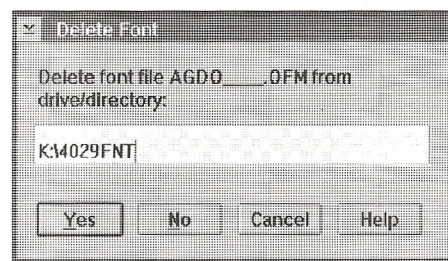 Delete Font
Delete font file AGDO____.OFM from
drive/directory:
K:\4029FNT
Yes No Cancel Help